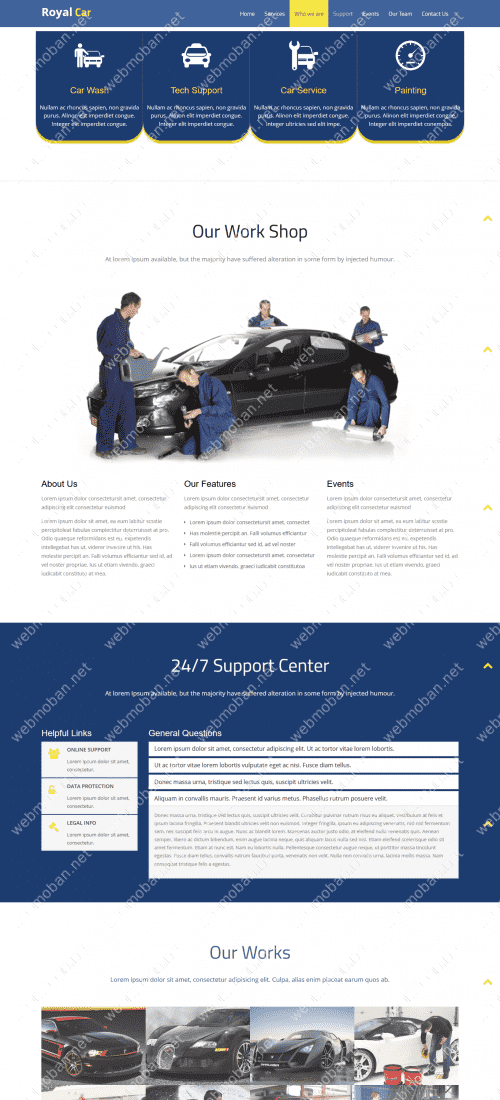 Royal Car
Home Services Who we are Support Events Our Team Contact Us
Car Wash
Nullam ac rhoncus sapien, non gravida
purus. Alinon elit imperdiet congue.
Integer elit imperdiet congue.
Tech Support
Nullam ac rhoncus sapien, non gravida
purus. Alinon elit imperdiet congue.
Integer elit imperdiet congue.
Car Service
Nullam ac rhoncus sapien, non gravida
purus. Alinon elit imperdiet congue.
Integer ultricies sed elit impe.
Painting
Nullam ac rhoncus sapien, non gravida
purus. Alinon elit imperdiet congue.
Integer elit imperdiet conempus.
Our Work Shop
At lorem Ipsum available, but the majority have suffered alteration in some form by injected humour.
About Us
Lorem ipsum dolor consecteturisit amet, consectetur
adipiscing elit consectetur euismod
Lorem ipsum dolor sit amet, ea eum labitur scsstie
percipitoleat fabulas complectitur deterruisset at pro.
Odio quaeque reformidans est eu, expetendis
intellegebat has ut, viderer invenire ut his. Has
molestie percipit an. Falli volumus efficiantur sed id, ad
vel noster propriae, ius ut etiam vivendo, graeci
iudicabit constituto at mea.
Our Features
Lorem ipsum dolor consecteturisit amet, consectetur
adipiscing elit consectetur euismod
Lorem ipsum dolor consecteturisit amet, consectet
Has molestie percipit an. Falli volumus efficiantur
Falli volumus efficiantur sed id, ad vel noster
Lorem ipsum dolor consecteturisit amet, consectetur
Ius ut etiam vivendo, graeci iudicabit constitutoa
Events
Lorem ipsum dolor consecteturisit amet, consectetur
adipiscing elit consectetur euismod
Lorem ipsum dolor sit amet, ea eum labitur scsstie
percipitoleat fabulas complectitur deterruisset at pro.
Odio quaeque reformidans est eu, expetendis
intellegebat has ut, viderer invenire ut his. Has
molestie percipit an. Falli volumus efficiantur sed id, ad
vel noster propriae, ius ut etiam vivendo, graeci
iudicabit constituto at mea.
24/7 Support Center
At lorem Ipsum available, but the majority have suffered alteration in some form by injected humour.
Helpful Links
ONLINE SUPPORT
Lorem ipsum dolor sit amet,
consectetur.
DATA PROTECTION
Lorem ipsum dolor sit amet,
consectetur.
LEGAL INFO
Lorem ipsum dolor sit amet,
consectetur.
General Questions
Lorem ipsum dolor sit amet, consectetur adipiscing elit. Ut ac tortor vitae lorem lobortis.
Ut ac tortor vitae lorem lobortis vulputate eget ac nisi. Fusce diam tellus.
Donec massa urna, tristique sed lectus quis, suscipit ultricies velit.
Aliquam in convallis mauris. Praesent id varius metus. Phasellus rutrum posuere velit.
Our Works
Lorem ipsum dolor sit amet, consectetur adipiscing elit. Culpa, alias enim placeat earum quos ab.
webmoban.net